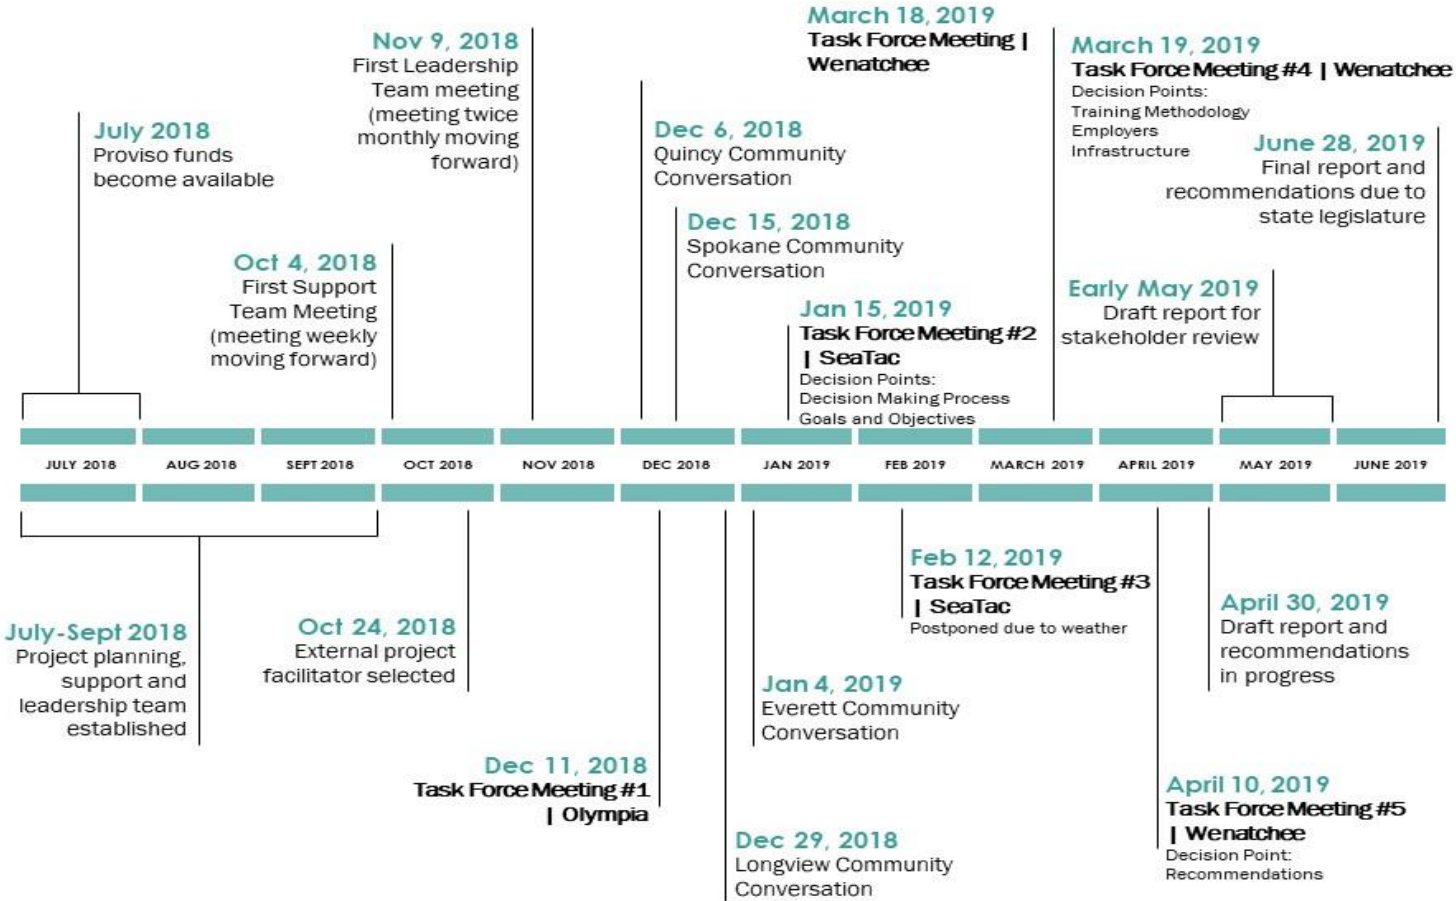 July 2018
Proviso funds
become available
Oct 4, 2018
First Support
Team Meeting
(meeting weekly
moving forward)
Nov 9, 2018
First Leadership
Team meeting
(meeting twice
monthly moving
forward)
Dec 6, 2018
Quincy Community
Conversation
Dec 15, 2018
Spokane Community
Conversation
Jan 15, 2019
Task Force Meeting #2
| SeaTac
Decision Points:
Decision Making Process
Goals and Objectives
March 18, 2019
Task Force Meeting |
Wenatchee
March 19, 2019
Task Force Meeting #4 | Wenatchee
Decision Points:
Training Methodology
Employers
Infrastructure
Early May 2019
Draft report for
stakeholder review
June 28, 2019
Final report and
recommendations due to
state legislature
JULY 2018
AUG 2018
SEPT 2018
OCT 2018
NOV 2018
DEC 2018
JAN 2019
FEB 2019
MARCH 2019
APRIL 2019
MAY 2019
JUNE 2019
July-Sept 2018
Project planning,
support and
leadership team
established
Oct 24, 2018
External project
facilitator selected
Dec 11, 2018
Task Force Meeting #1
| Olympia
Dec 29, 2018
Longview Community
Conversation
Jan 4, 2019
Everett Community
Conversation
Feb 12, 2019
Task Force Meeting #3
| SeaTac
Postponed due to weather
April 10, 2019
Task Force Meeting #5
| Wenatchee
Decision Point:
Recommendations
April 30, 2019
Draft report and
recommendations
in progress